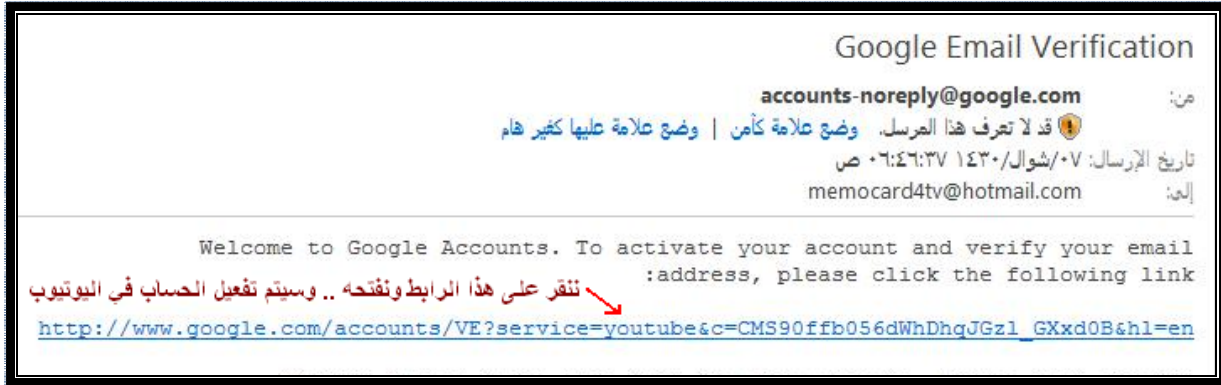 Google Email Verification
من: accounts-noreply@google.com
قد لا تعرف هذا المرسل. وضع علامة كآمن | وضع علامة عليها كغير هام
تاريخ الإرسال: ٠٧/شوال/١٤٣٠ ٠٦:٤٦:٣٧ ص
إلى: memocard4tv@hotmail.com
Welcome to Google Accounts. To activate your account and verify your email
:address, please click the following link
ننقر على هذا الرابط ونفتحه .. وسيتم تفعيل الحساب في اليوتيوب
http://www.google.com/accounts/VE?service=youtube&c=CMS90ffb056dWhDhqJGzl_GXxd0B&hl=en